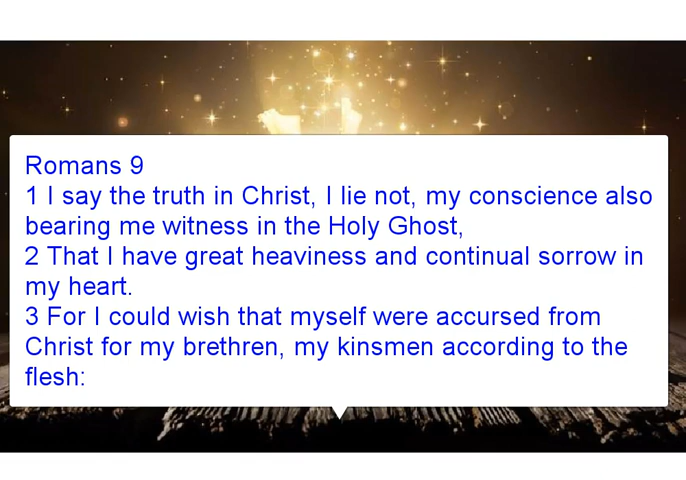 Romans 9
1 I say the truth in Christ, I lie not, my conscience also
bearing me witness in the Holy Ghost,
2 That I have great heaviness and continual sorrow in
my heart.
3 For I could wish that myself were accursed from
Christ for my brethren, my kinsmen according to the
flesh: